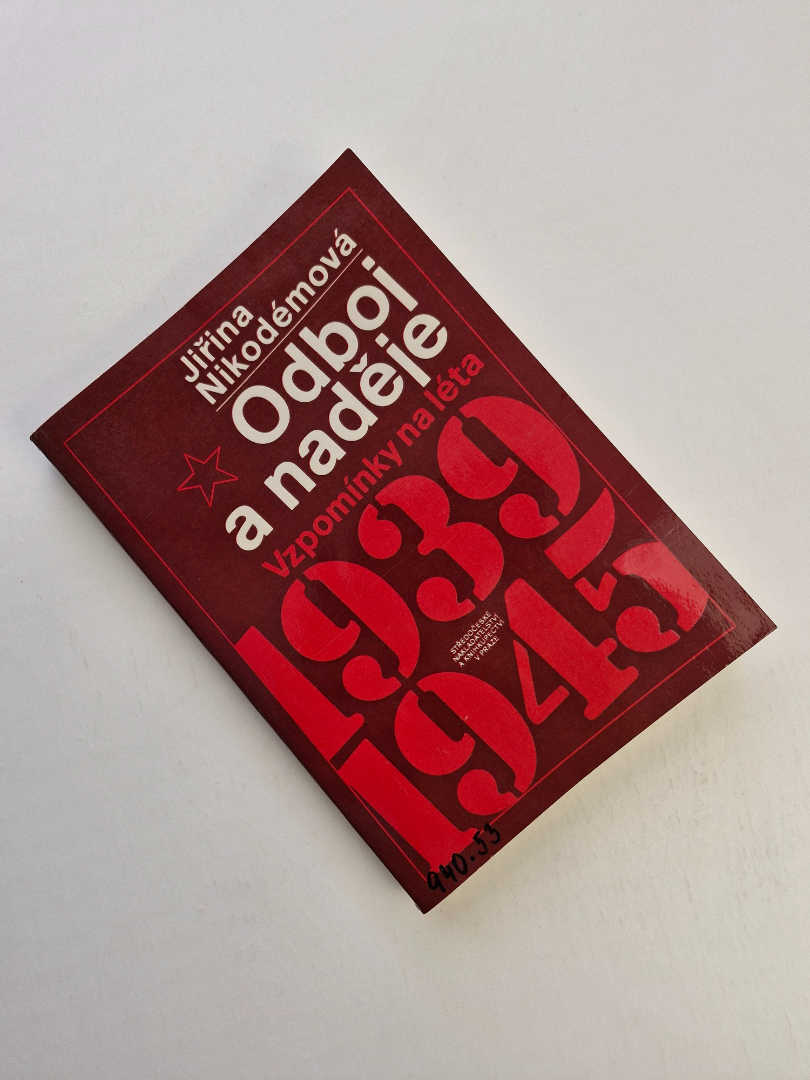 Jiřina
Nikodémová
Odboj
a naděje
Vzpomínky na léta
1939
1945
STŘEDOČESKÉ
NAKLADATELSTVÍ
A KNIHKUPECTVÍ
V PRAZE
940.53